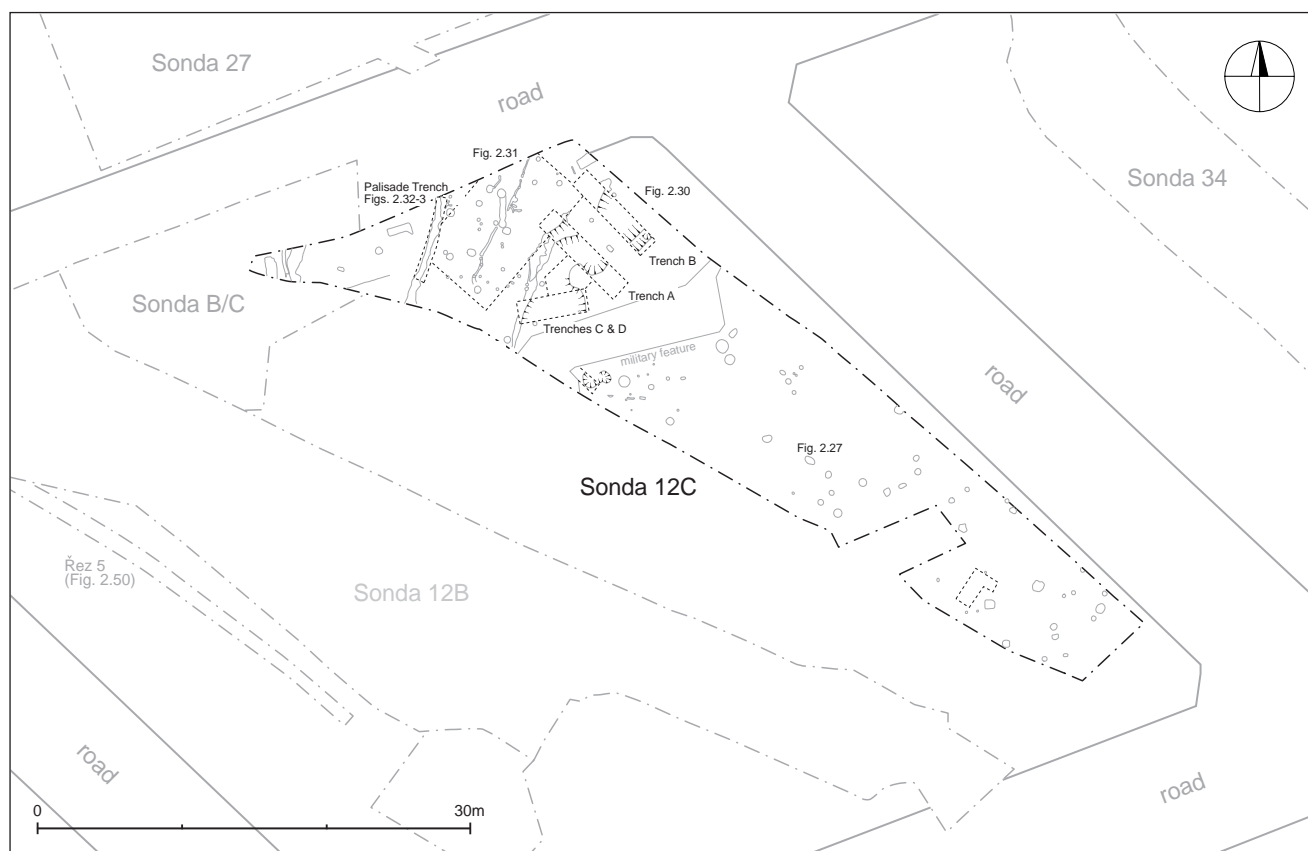 Sonda 27
road
Fig. 2.31
Sonda 34
Palisade Trench
Figs. 2.32-3
Fig. 2.30
Trench B
Sonda B/C
Trench A
Trenches C & D
military feature
road
Fig. 2.27
Sonda 12C
Řez 5
(Fig. 2.50)
Sonda 12B
road
road
0
30m